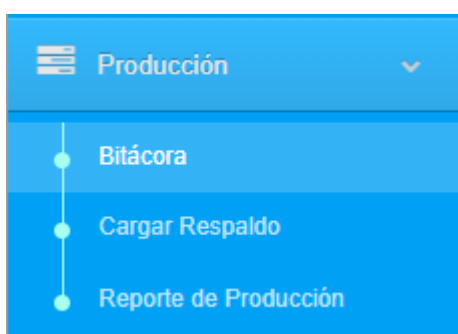 Producción
Bitácora
Cargar Respaldo
Reporte de Producción